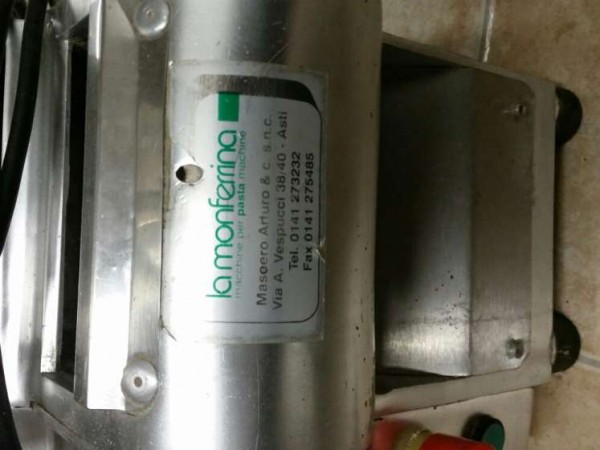 la monferrina
macchine per pasta machine
Masoero Arturo & c. s.n.c.
Via A. Vespucci 38/40 - Asti
Tel. 0141 273232
Fax 0141 275485